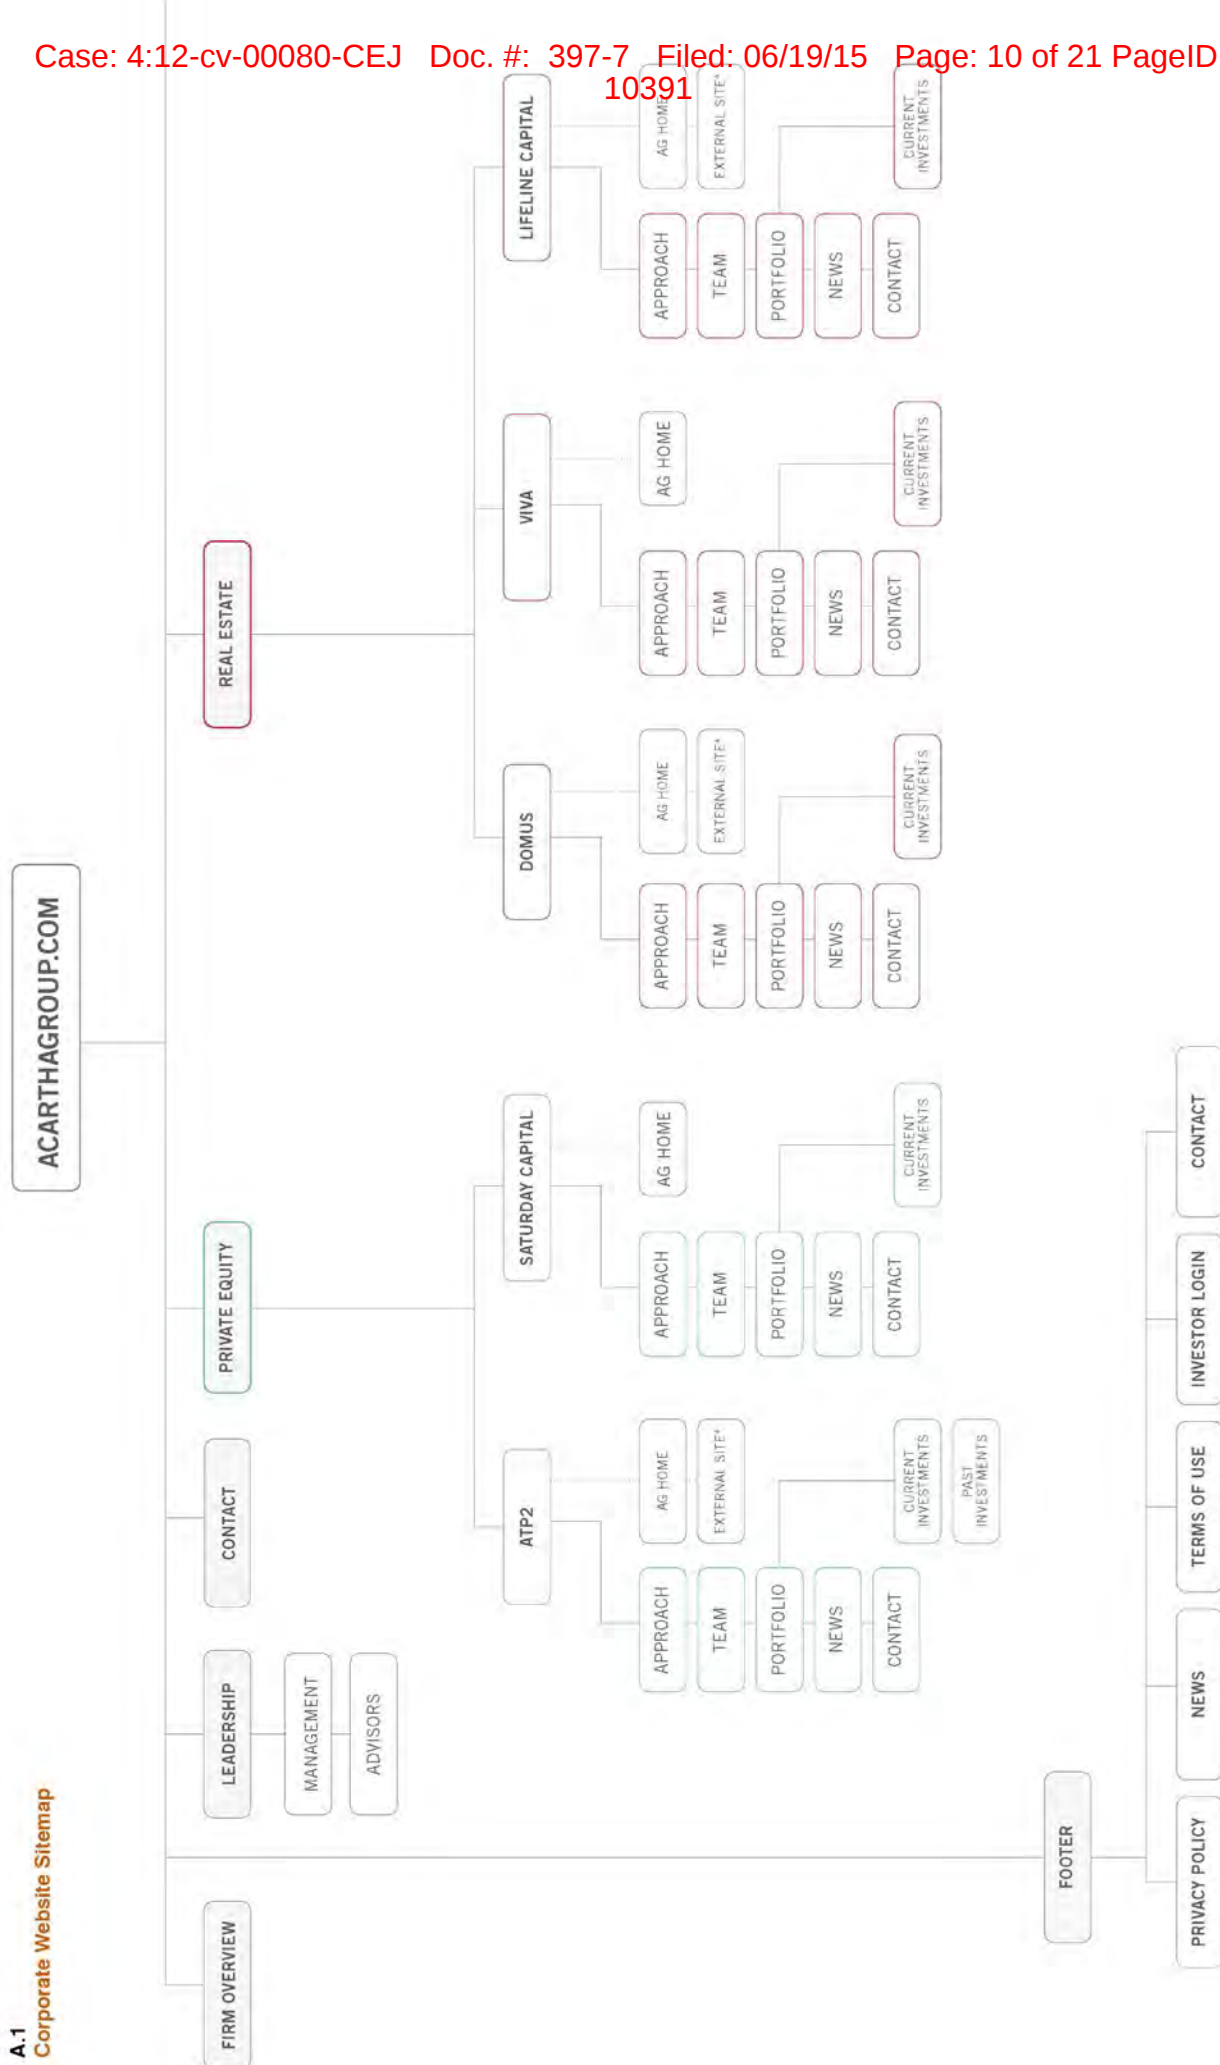 Case: 4:12-cv-00080-CEJ Doc. #: 397-7 Filed: 06/19/15 Page: 10 of 21 PageID
10391
A.1
Corporate Website Sitemap
ACARTHAGROUP.COM
FIRM OVERVIEW
LEADERSHIP
MANAGEMENT
ADVISORS
CONTACT
PRIVATE EQUITY
REAL ESTATE
ATP2
APPROACH
TEAM
PORTFOLIO
NEWS
CONTACT
AG HOME
EXTERNAL SITE*
CURRENT
INVESTMENTS
PAST
INVESTMENTS
SATURDAY CAPITAL
APPROACH
TEAM
PORTFOLIO
NEWS
CONTACT
AG HOME
CURRENT
INVESTMENTS
DOMUS
APPROACH
TEAM
PORTFOLIO
NEWS
CONTACT
AG HOME
EXTERNAL SITE*
CURRENT
INVESTMENTS
VIVA
APPROACH
TEAM
PORTFOLIO
NEWS
CONTACT
AG HOME
CURRENT
INVESTMENTS
LIFELINE CAPITAL
APPROACH
TEAM
PORTFOLIO
NEWS
CONTACT
AG HOME
EXTERNAL SITE*
CURRENT
INVESTMENTS
FOOTER
PRIVACY POLICY
NEWS
TERMS OF USE
INVESTOR LOGIN
CONTACT